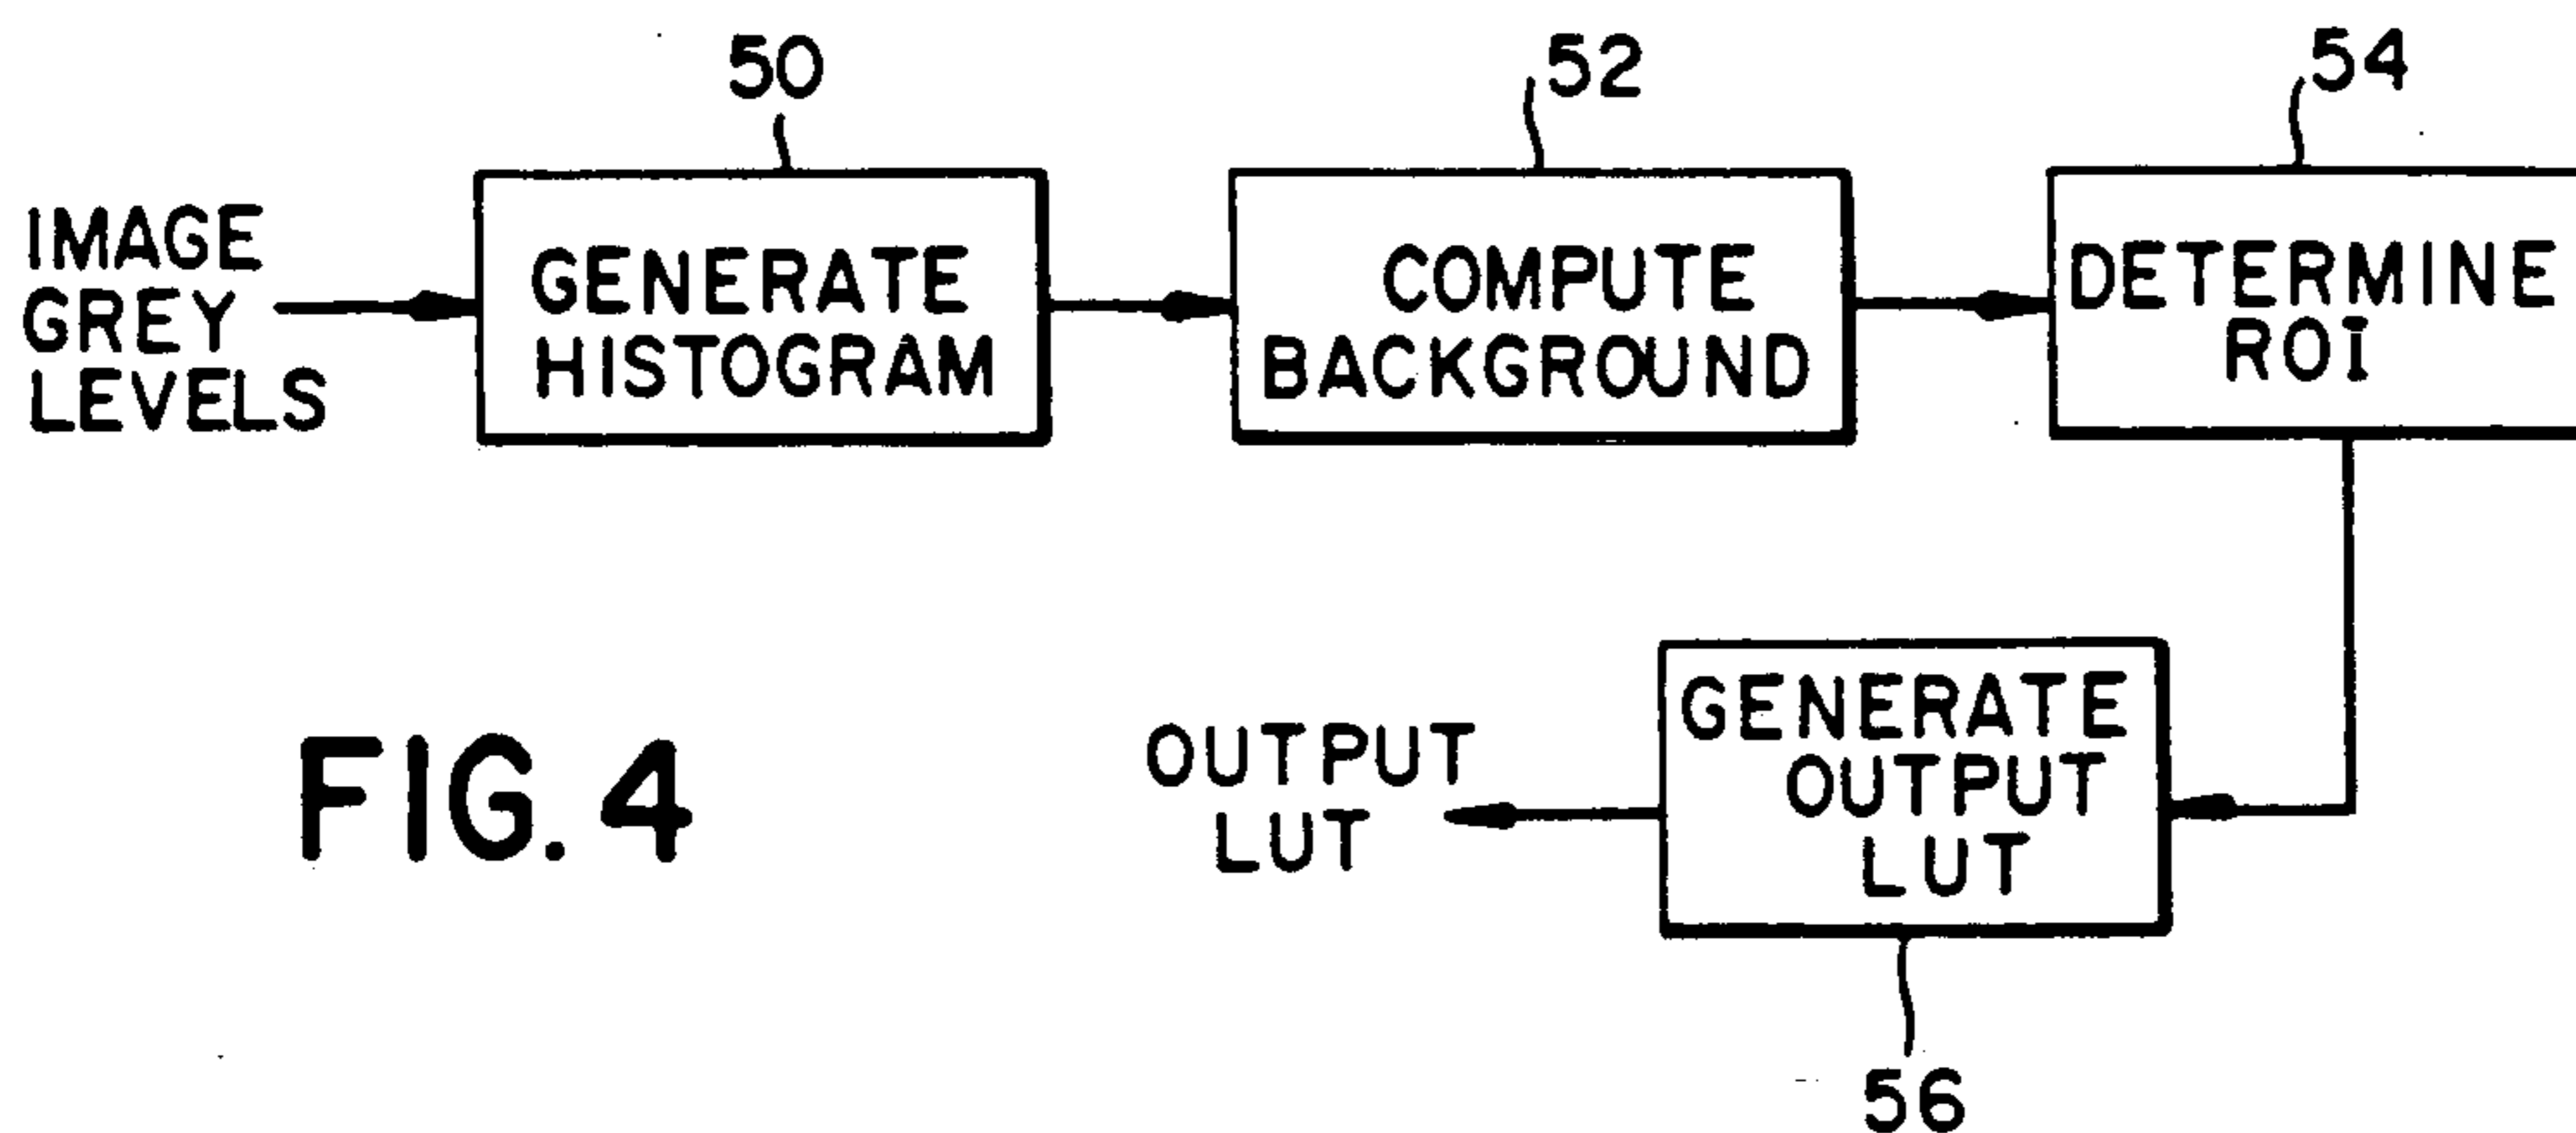 50
52
54
IMAGE
GREY
LEVELS
GENERATE
HISTOGRAM
COMPUTE
BACKGROUND
DETERMINE
ROI
GENERATE
OUTPUT
LUT
OUTPUT
LUT
56
FIG. 4